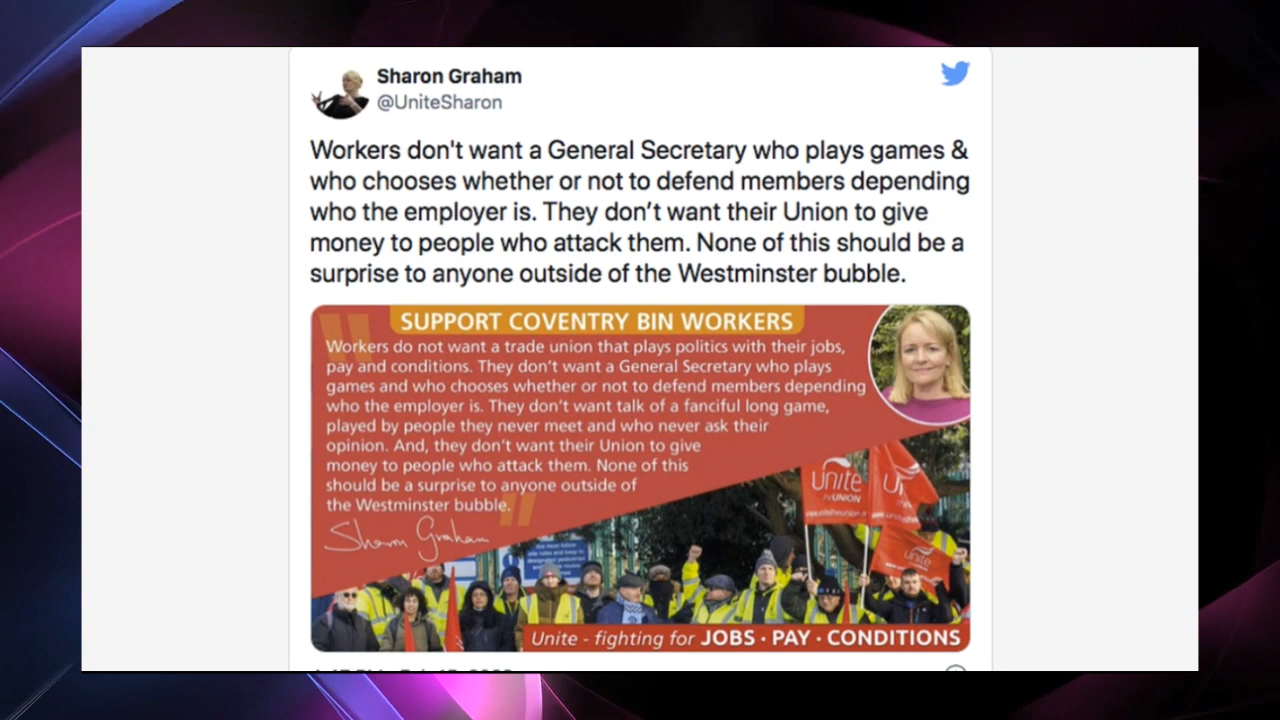 Sharon Graham
@UniteSharon
Workers don't want a General Secretary who plays games &
who chooses whether or not to defend members depending
who the employer is. They don’t want their Union to give
money to people who attack them. None of this should be a
surprise to anyone outside of the Westminster bubble.
SUPPORT COVENTRY BIN WORKERS
Workers do not want a trade union that plays politics with their jobs,
pay and conditions. They don’t want a General Secretary who plays
games and who chooses whether or not to defend members depending
who the employer is. They don’t want talk of a fanciful long game,
played by people they never meet and who never ask their
opinion. And, they don’t want their Union to give
money to people who attack them. None of this
should be a surprise to anyone outside of
the Westminster bubble.
Sharon Graham
unite
the UNION
unite
Unite - fighting for JOBS · PAY · CONDITIONS